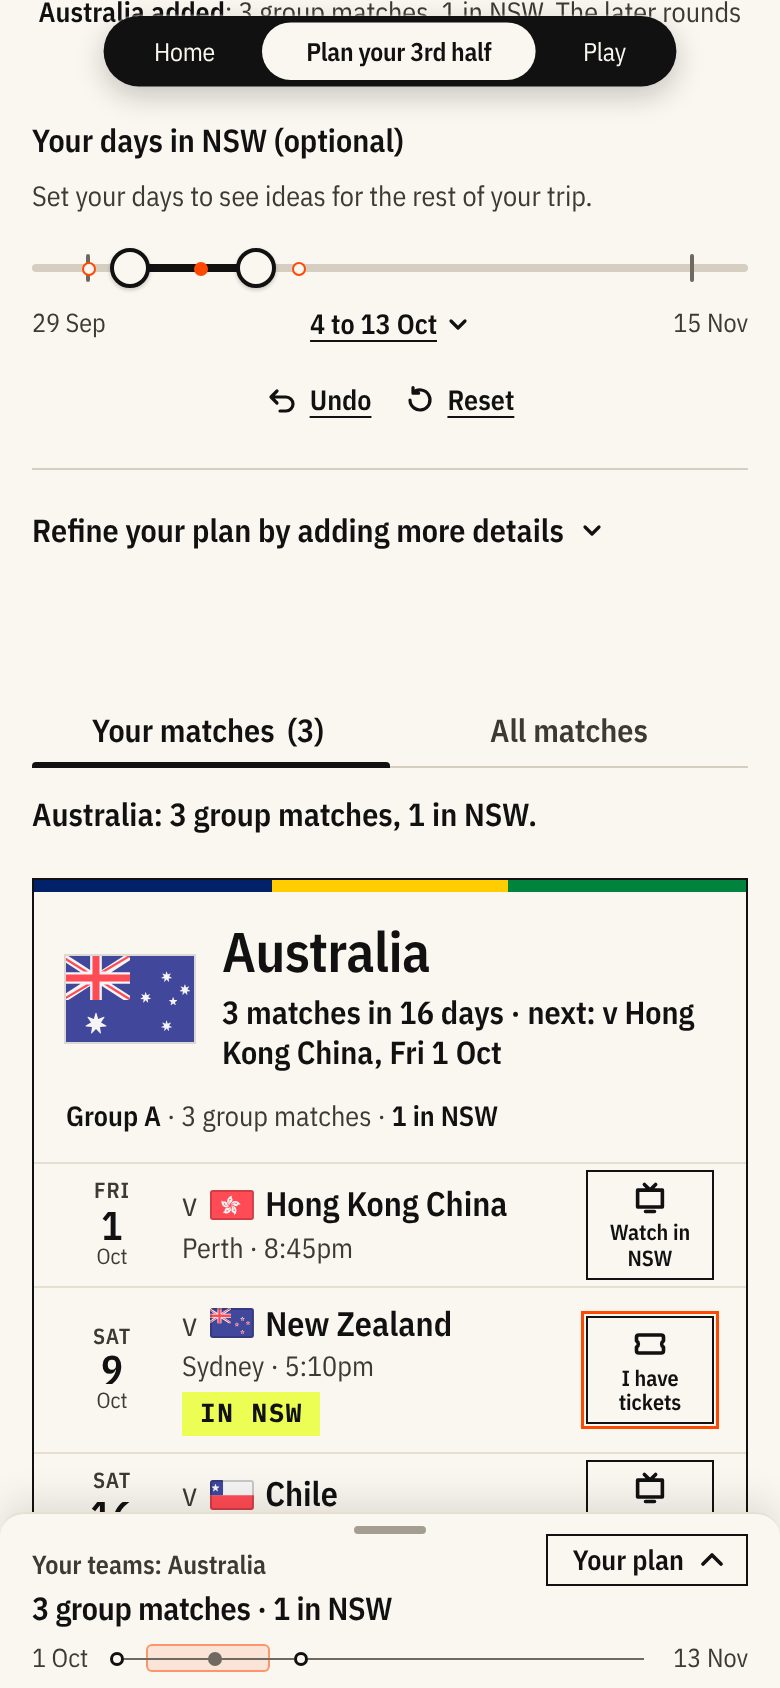 Australia added: 3 group matches, 1 in NSW. The later rounds
Home
Plan your 3rd half
Play
Your days in NSW (optional)
Set your days to see ideas for the rest of your trip.
29 Sep
4 to 13 Oct
15 Nov
Undo
Reset
Refine your plan by adding more details
Your matches (3)
All matches
Australia: 3 group matches, 1 in NSW.
Australia
3 matches in 16 days · next: v Hong
Kong China, Fri 1 Oct
Group A · 3 group matches · 1 in NSW
FRI
1
Oct
v Hong Kong China
Perth · 8:45pm
Watch in
NSW
SAT
9
Oct
v New Zealand
Sydney · 5:10pm
IN NSW
I have
tickets
SAT
16
v Chile
Your teams: Australia
3 group matches · 1 in NSW
Your plan
1 Oct
13 Nov